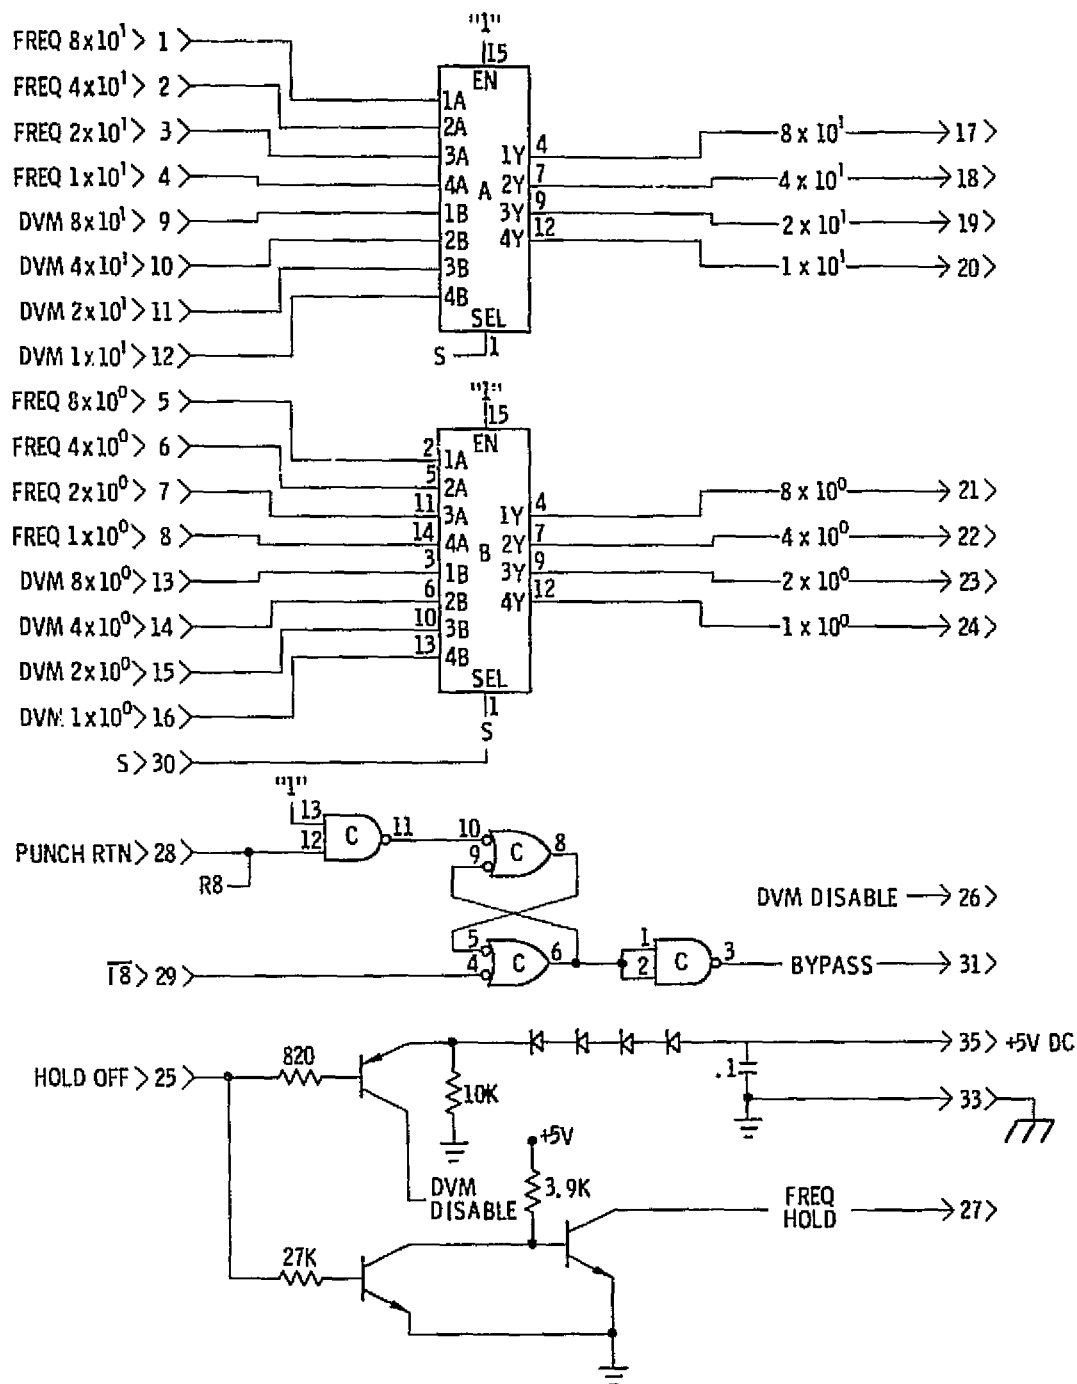 "1"
FREQ 8x10¹ 1
15
EN
FREQ 4x10¹ 2
1A
2A
FREQ 2x10¹ 3
3A
1Y 4
8 x 10¹ 17
FREQ 1x10¹ 4
4A
A
2Y 7
4 x 10¹ 18
DVM 8x10¹ 9
1B
3Y 9
2 x 10¹ 19
2B
4Y 12
DVM 4x10¹ 10
3B
1 x 10¹ 20
DVM 2x10¹ 11
4B
SEL
DVM 1x10¹ 12
S
1
"1"
FREQ 8x10⁰ 5
15
EN
FREQ 4x10⁰ 6
2 1A
5 2A
FREQ 2x10⁰ 7
11 3A
1Y 4
8 x 10⁰ 21
FREQ 1x10⁰ 8
14 4A
B
2Y 7
4 x 10⁰ 22
DVM 8x10⁰ 13
3 1B
3Y 9
2 x 10⁰ 23
6 2B
4Y 12
DVM 4x10⁰ 14
10 3B
1 x 10⁰ 24
13 4B
DVM 2x10⁰ 15
SEL
1
DVM 1x10⁰ 16
S
S 30
"1"
13
12
C
11
10
9
C
8
PUNCH RTN 28
R8
DVM DISABLE 26
5
4
C
6
1
2
C
3
BYPASS 31
T8 29
820
35 +5V DC
HOLD OFF 25
10K
.1
33
+5V
3.9K
DVM
DISABLE
FREQ
HOLD
27
27K